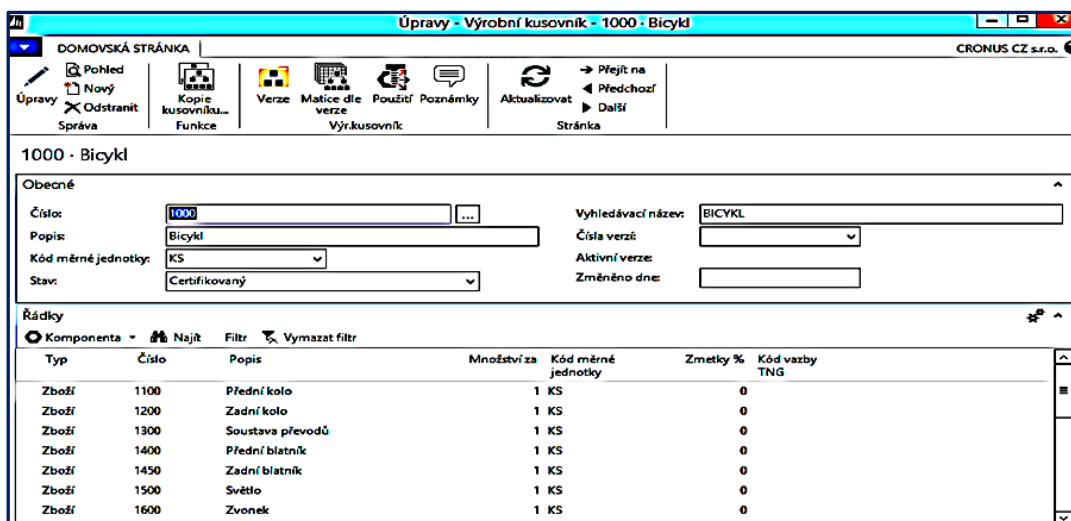 Úpravy - Výrobní kusovník - 1000 · Bicykl
DOMOVSKÁ STRÁNKA
CRONUS CZ s.r.o.
Úpravy
Pohled
Nový
Odstranit
Správa
Kopie kusovníku...
Funkce
Verze
Matice dle verze
Použití
Poznámky
Výr.kusovník
Aktualizovat
Přejít na
Předchozí
Další
Stránka
1000 · Bicykl
Obecné
Číslo: 1000 ...
Vyhledávací název: BICYKL
Popis: Bicykl
Čísla verzí:
Kód měrné jednotky: KS
Aktivní verze:
Stav: Certifikovaný
Změněno dne:
Řádky
Komponenta Najít Filtr Vymazat filtr
Typ Číslo Popis Množství za Kód měrné jednotky Zmetky % Kód vazby TNG
Zboží 1100 Přední kolo 1 KS 0
Zboží 1200 Zadní kolo 1 KS 0
Zboží 1300 Soustava převodů 1 KS 0
Zboží 1400 Přední blatník 1 KS 0
Zboží 1450 Zadní blatník 1 KS 0
Zboží 1500 Světlo 1 KS 0
Zboží 1600 Zvonek 1 KS 0